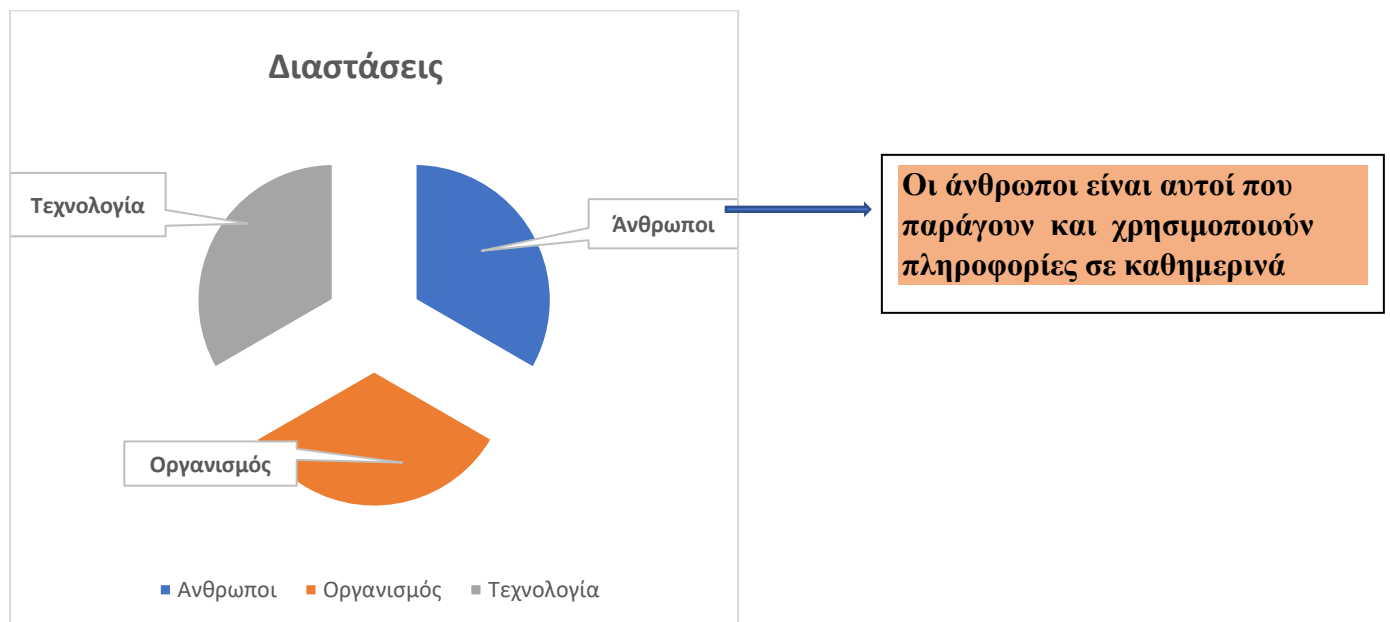 Διαστάσεις
Τεχνολογία
Άνθρωποι
Οργανισμός
Ανθρωποι Οργανισμός Τεχνολογία
Οι άνθρωποι είναι αυτοί που
παράγουν και χρησιμοποιούν
πληροφορίες σε καθημερινά